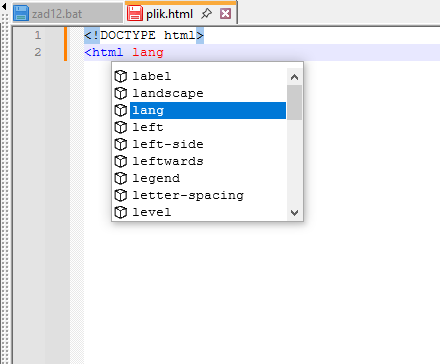 zad12.bat plik.html
1 <!DOCTYPE html>
2 <html lang
label
landscape
lang
left
left-side
leftwards
legend
letter-spacing
level